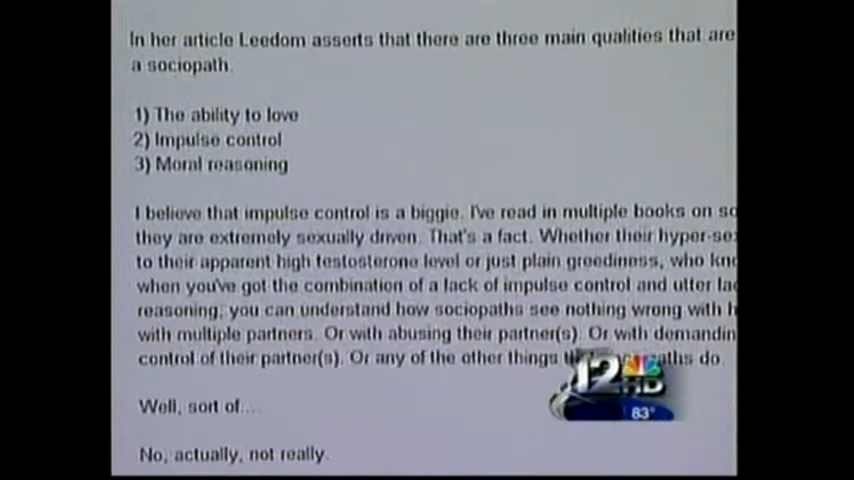 In her article Leedom asserts that there are three main qualities that are
a sociopath.
1) The ability to love
2) Impulse control
3) Moral reasoning
I believe that impulse control is a biggie. I've read in multiple books on so
they are extremely sexually driven. That's a fact. Whether their hyper-se
to their apparent high testosterone level or just plain greediness, who kno
when you've got the combination of a lack of impulse control and utter lac
reasoning, you can understand how sociopaths see nothing wrong with h
with multiple partners. Or with abusing their partner(s). Or with demandin
control of their partner(s). Or any of the other things do.
12
HD
83°
Well, sort of....
No, actually, not really.